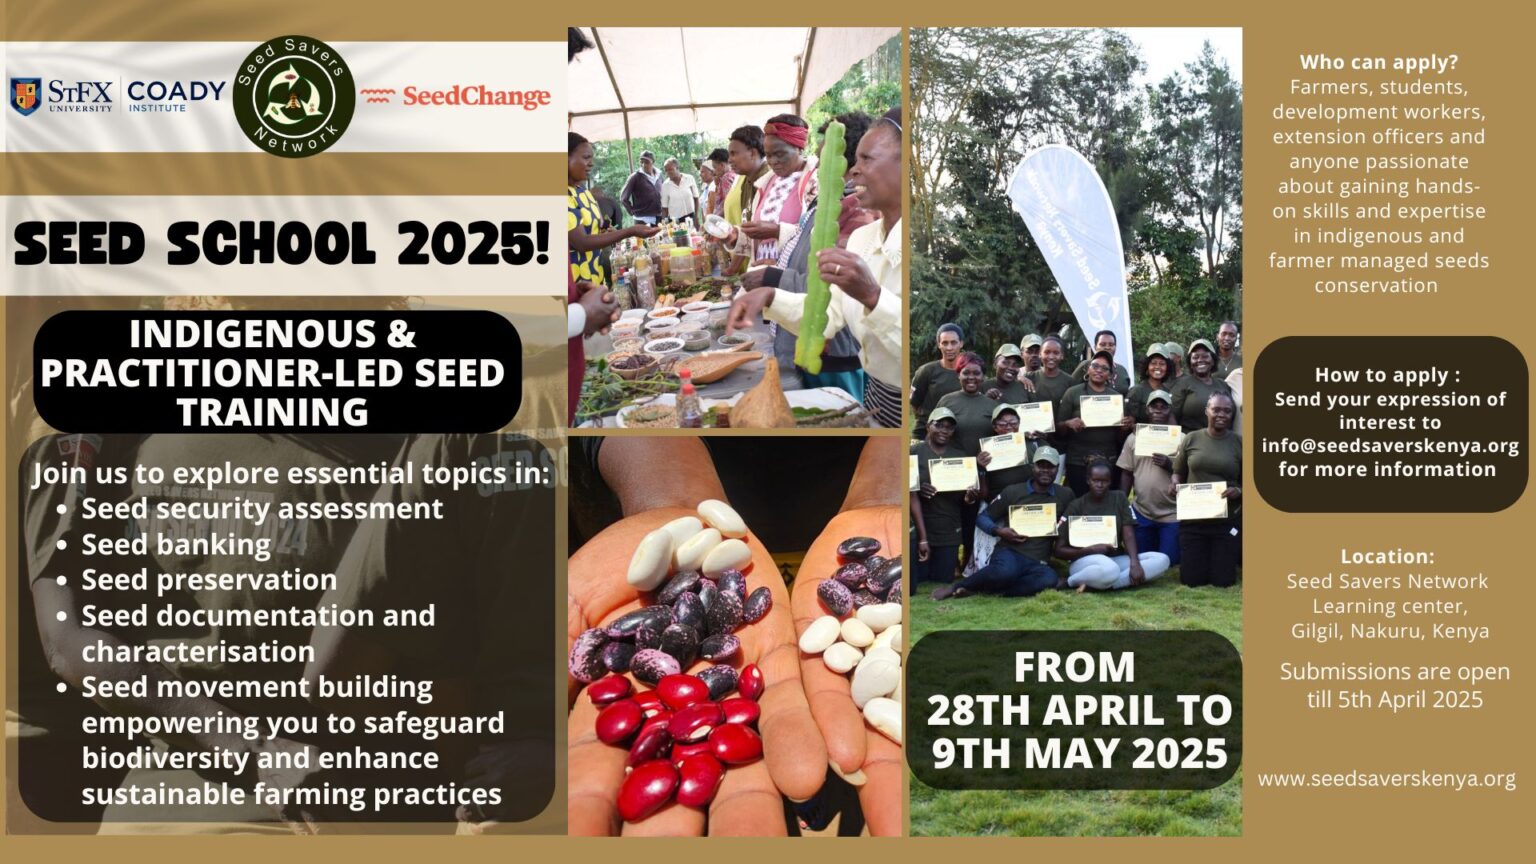 STFX
UNIVERSITY
COADY
INSTITUTE
Seed Savers
Network
SeedChange
SEED SCHOOL 2025!
INDIGENOUS &
PRACTITIONER-LED SEED
TRAINING
Join us to explore essential topics in:
• Seed security assessment
• Seed banking
• Seed preservation
• Seed documentation and
characterisation
• Seed movement building
empowering you to safeguard
biodiversity and enhance
sustainable farming practices
Seed Savers Network
Kenya
FROM
28TH APRIL TO
9TH MAY 2025
Who can apply?
Farmers, students,
development workers,
extension officers and
anyone passionate
about gaining hands-
on skills and expertise
in indigenous and
farmer managed seeds
conservation
How to apply :
Send your expression of
interest to
info@seedsaverskenya.org
for more information
Location:
Seed Savers Network
Learning center,
Gilgil, Nakuru, Kenya
Submissions are open
till 5th April 2025
www.seedsaverskenya.org